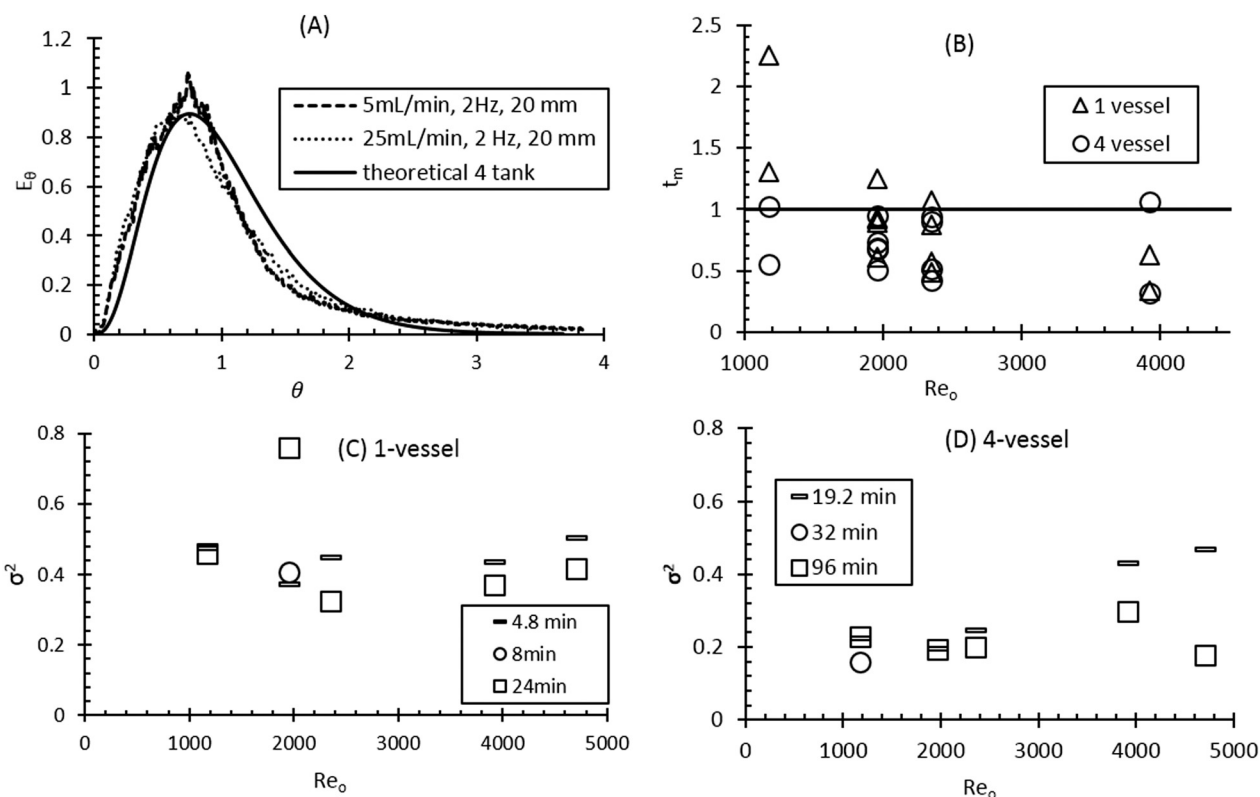 (A)
1.2
1
0.8
0.6
0.4
0.2
0
E_θ
5mL/min, 2Hz, 20 mm
25mL/min, 2 Hz, 20 mm
theoretical 4 tank
0 1 2 3 4
θ
(B)
2.5
2
1.5
1
0.5
0
t_m
1 vessel
4 vessel
1000 2000 3000 4000
Re_o
(C) 1-vessel
0.8
0.6
0.4
0.2
0
σ²
4.8 min
8min
24min
0 1000 2000 3000 4000 5000
Re_o
(D) 4-vessel
0.8
0.6
0.4
0.2
0
σ²
19.2 min
32 min
96 min
0 1000 2000 3000 4000 5000
Re_o